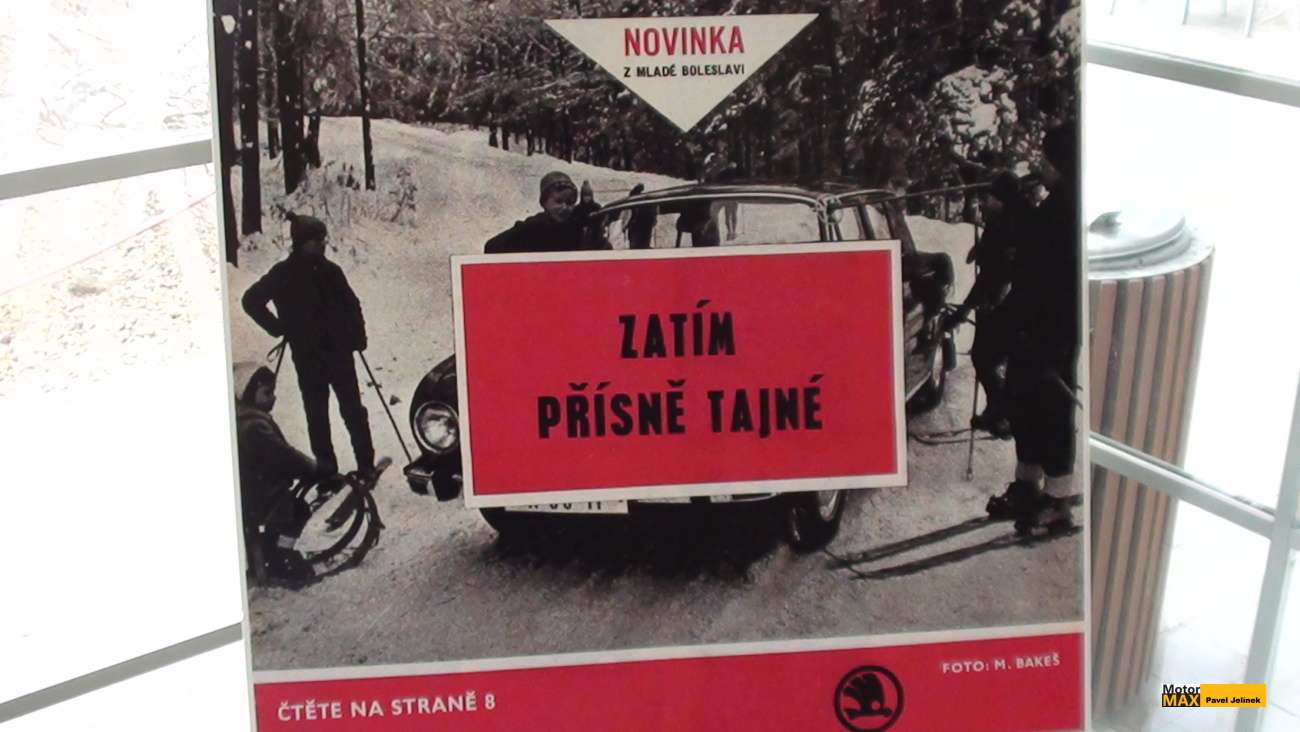 NOVINKA
Z MLADÉ BOLESLAVI
ZATÍM
PŘÍSNĚ TAJNÉ
ČTĚTE NA STRANĚ 8
FOTO: M. BAKEŠ
Motor
MAX Pavel Jelínek